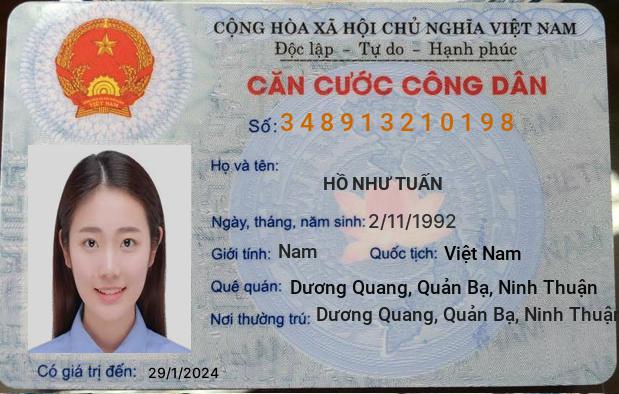 CỘNG HÒA XÃ HỘI CHỦ NGHĨA VIỆT NAM
Độc lập - Tự do - Hạnh phúc
CĂN CƯỚC CÔNG DÂN
Số: 348913210198
Họ và tên:
HỒ NHƯ TUẤN
Ngày, tháng, năm sinh: 2/11/1992
Giới tính: Nam Quốc tịch: Việt Nam
Quê quán: Dương Quang, Quản Bạ, Ninh Thuận
Nơi thường trú: Dương Quang, Quản Bạ, Ninh Thuận
Có giá trị đến: 29/1/2024
VIỆT NAM